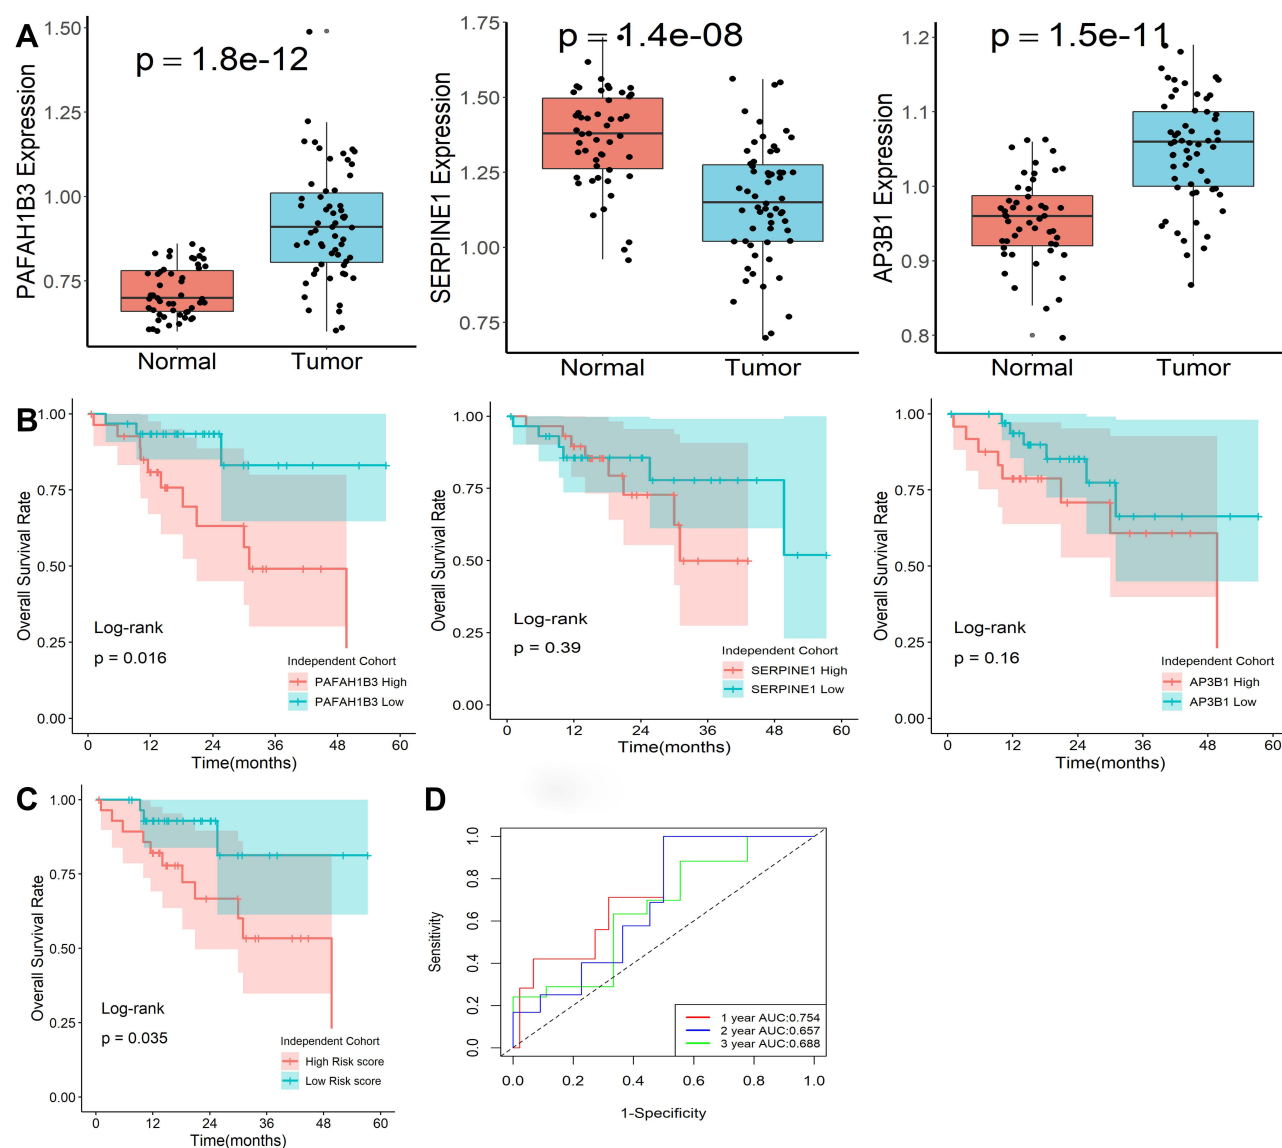 A
PAFAH1B3 Expression
1.50
1.25
1.00
0.75
p = 1.8e-12
Normal
Tumor
SERPINE1 Expression
1.75
1.50
1.25
1.00
0.75
p = 1.4e-08
Normal
Tumor
AP3B1 Expression
1.2
1.1
1.0
0.9
0.8
p = 1.5e-11
Normal
Tumor
B
Overall Survival Rate
1.00
0.75
0.50
0.25
0.00
Log-rank
p = 0.016
Independent Cohort
PAFAH1B3 High
PAFAH1B3 Low
0 12 24 36 48 60
Time(months)
Overall Survival Rate
1.00
0.75
0.50
0.25
0.00
Log-rank
p = 0.39
Independent Cohort
SERPINE1 High
SERPINE1 Low
0 12 24 36 48 60
Time(months)
Overall Survival Rate
1.00
0.75
0.50
0.25
0.00
Log-rank
p = 0.16
Independent Cohort
AP3B1 High
AP3B1 Low
0 12 24 36 48 60
Time(months)
C
Overall Survival Rate
1.00
0.75
0.50
0.25
0.00
Log-rank
p = 0.035
Independent Cohort
High Risk score
Low Risk score
0 12 24 36 48 60
Time(months)
D
Sensitivity
1.0
0.8
0.6
0.4
0.2
0.0
1 year AUC:0.754
2 year AUC:0.657
3 year AUC:0.688
0.0 0.2 0.4 0.6 0.8 1.0
1-Specificity